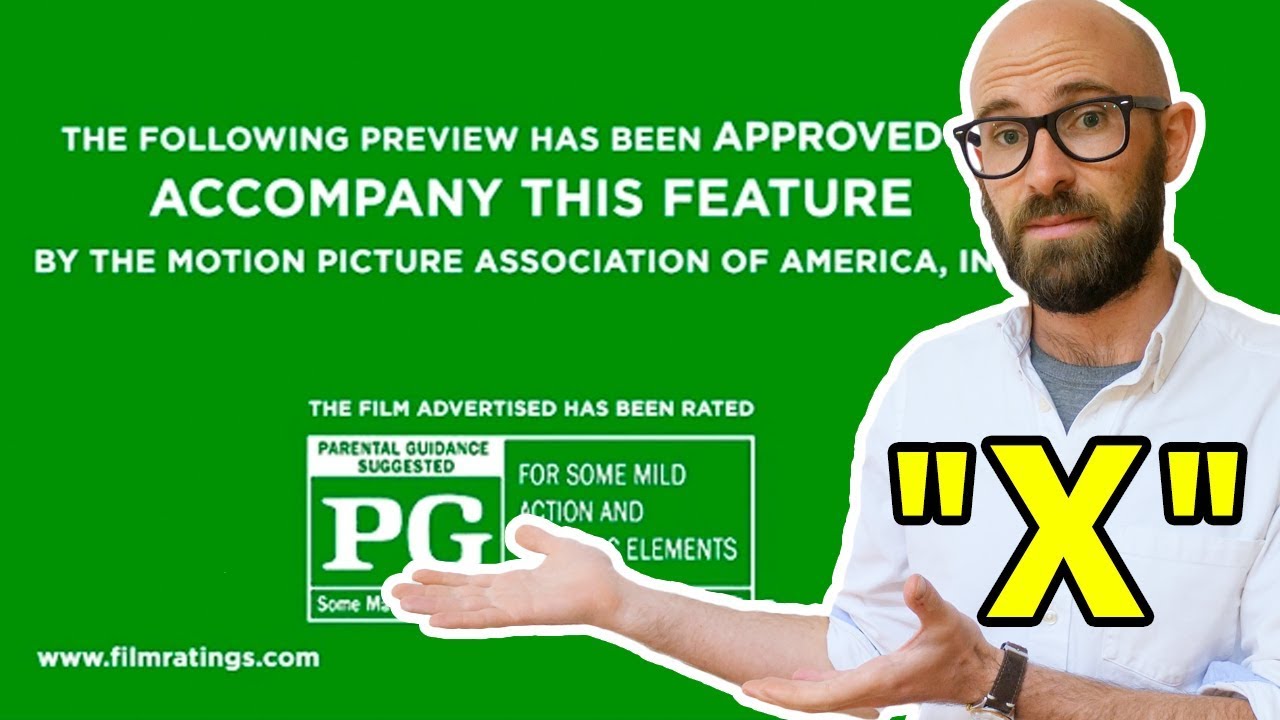 THE FOLLOWING PREVIEW HAS BEEN APPROVED
ACCOMPANY THIS FEATURE
BY THE MOTION PICTURE ASSOCIATION OF AMERICA, IN
THE FILM ADVERTISED HAS BEEN RATED
PARENTAL GUIDANCE
SUGGESTED
PG
FOR SOME MILD
ACTION AND
ELEMENTS
Some
"X"
www.filmratings.com